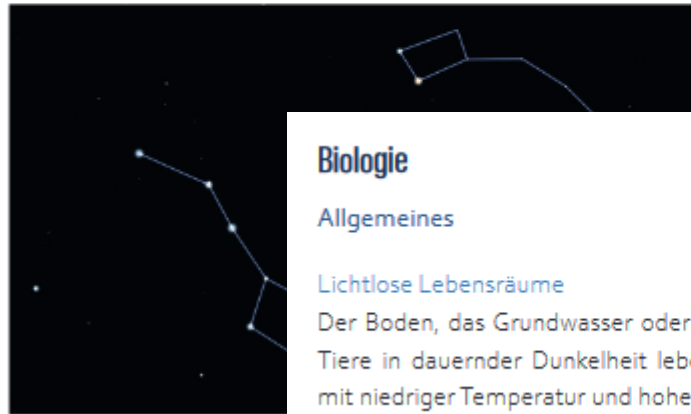 Biologie
Allgemeines
Lichtlose Lebensräume
Der Boden, das Grundwasser oder
Tiere in dauernder Dunkelheit
mit niedriger Temperatur und